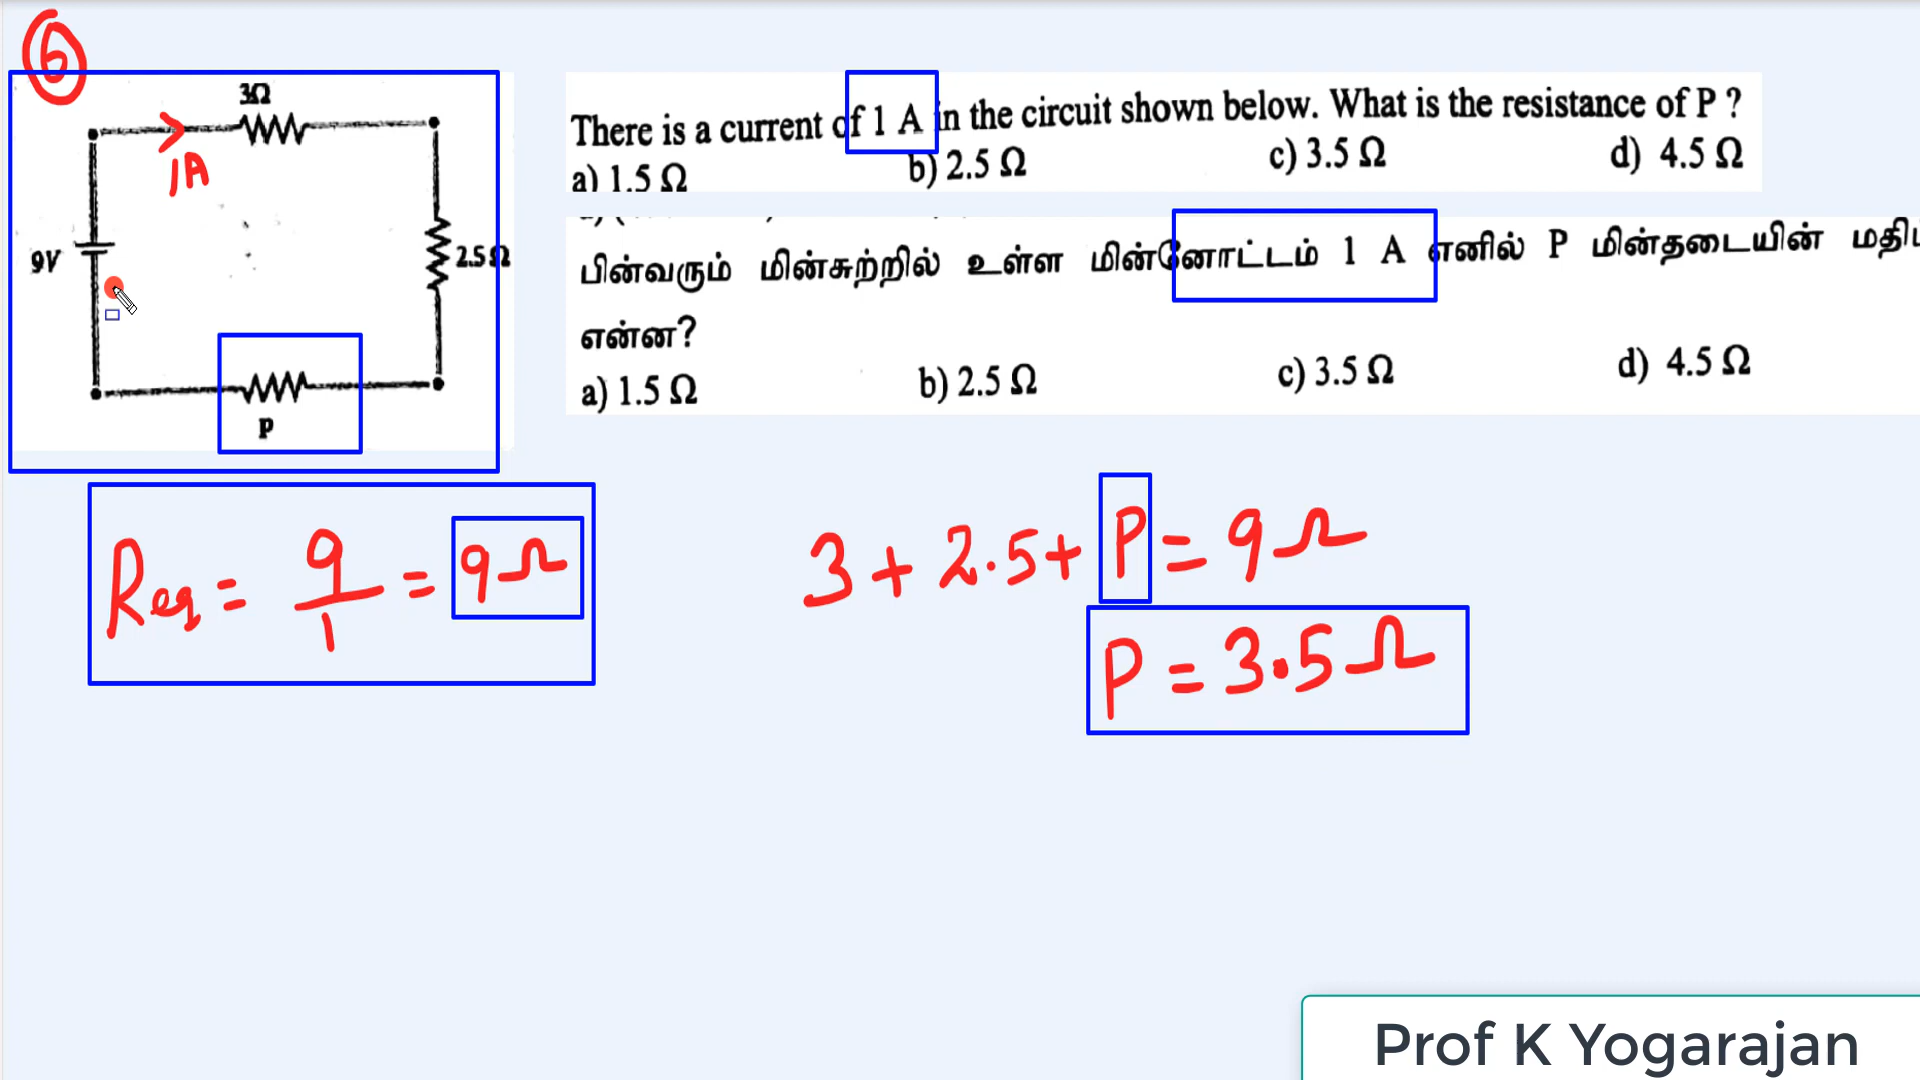 6
3Ω
1A
9V
2.5Ω
P
There is a current of 1 A in the circuit shown below. What is the resistance of P ?
a) 1.5 Ω b) 2.5 Ω c) 3.5 Ω d) 4.5 Ω
பின்வரும் மின்சுற்றில் உள்ள மின்னோட்டம் 1 A எனில் P மின்தடையின்
என்ன?
a) 1.5 Ω b) 2.5 Ω c) 3.5 Ω d) 4.5 Ω
Req = 9/1 = 9Ω
3 + 2.5 + P = 9Ω
P = 3.5Ω
Prof K Yogarajan